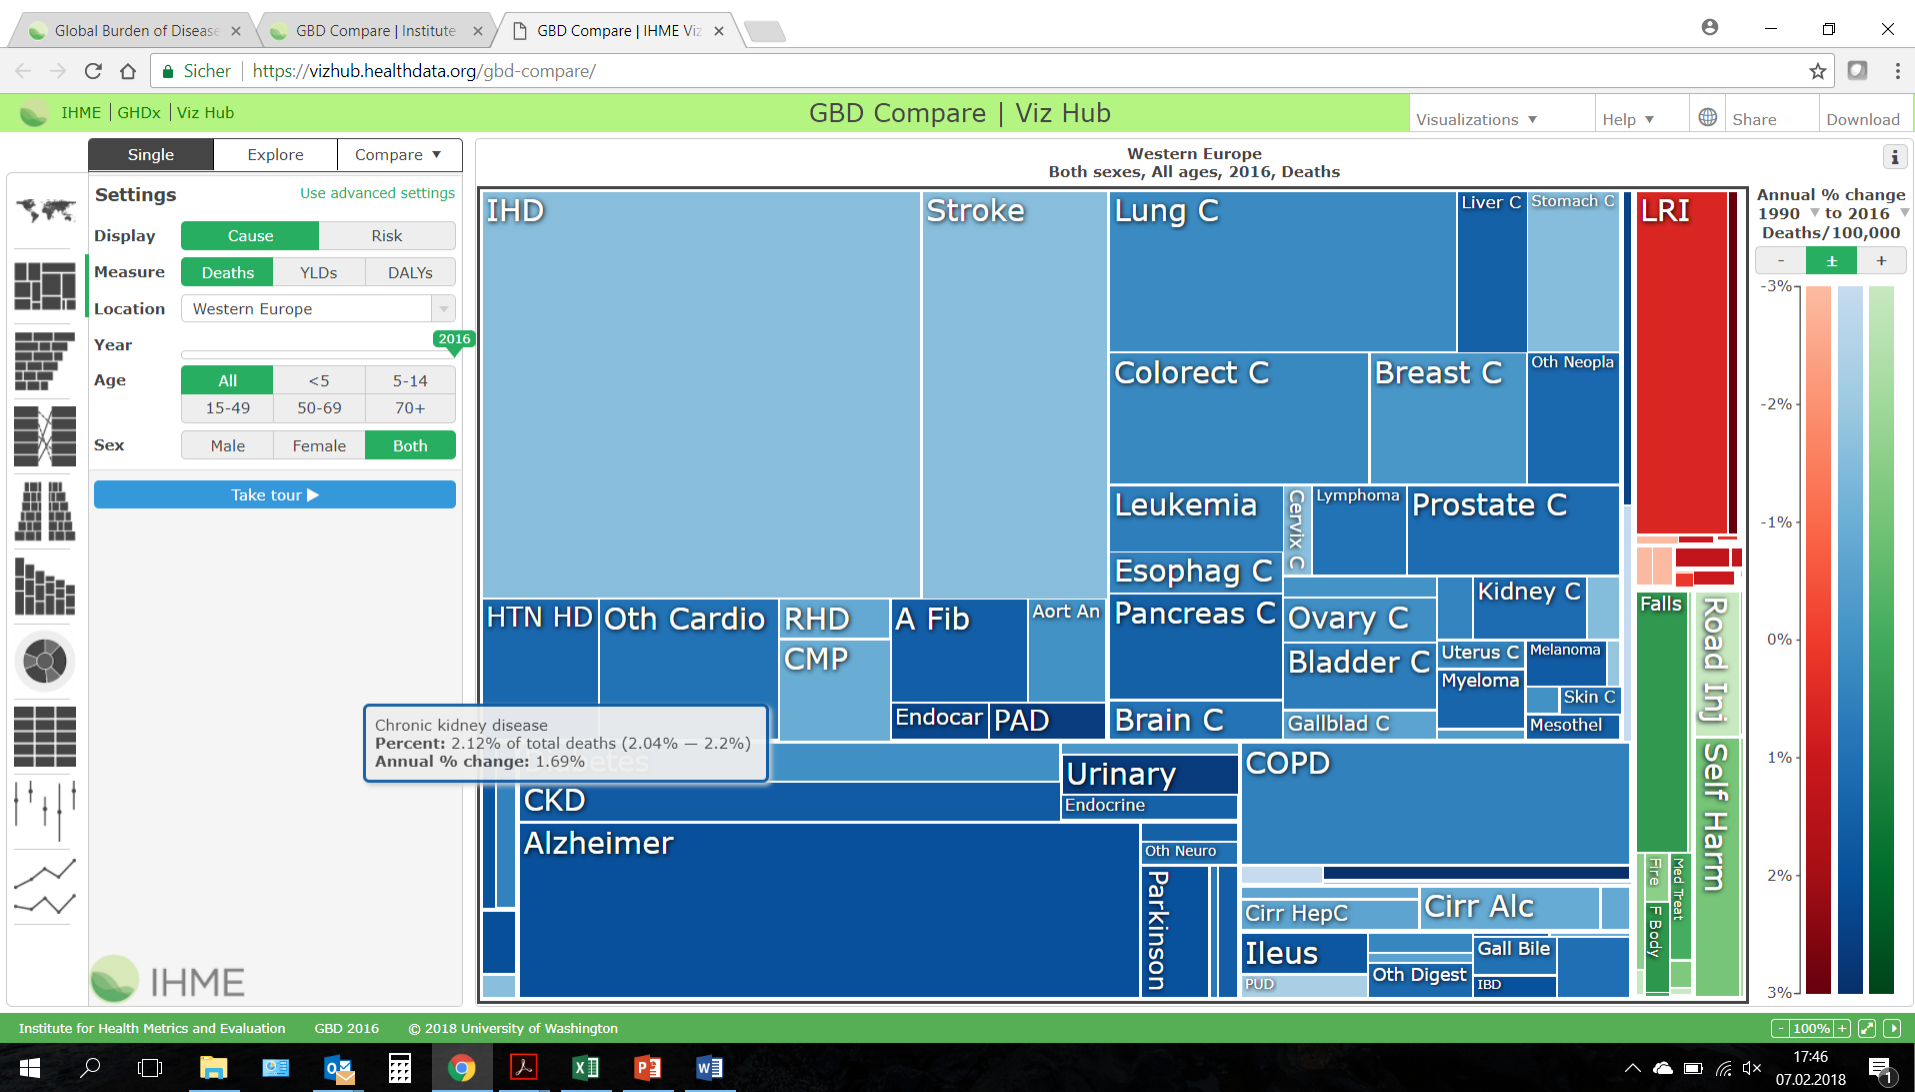 Global Burden of Disease
GBD Compare | Institute
GBD Compare | IHME Viz
Sicher
https://vizhub.healthdata.org/gbd-compare/
IHME | GHDx | Viz Hub
GBD Compare | Viz Hub
Visualizations ▼
Help ▼
Share
Download
Single
Explore
Compare ▼
Settings
Use advanced settings
Display
Cause
Risk
Measure
Deaths
YLDs
DALYs
Location
Western Europe
Year
2016
Age
All
<5
5-14
15-49
50-69
70+
Sex
Male
Female
Both
Take tour ▶
IHME
Western Europe
Both sexes, All ages, 2016, Deaths
IHD
Stroke
Lung C
Liver C
Stomach C
Colorect C
Breast C
Oth Neopla
Leukemia
Cervix C
Lymphoma
Prostate C
Esophag C
Pancreas C
Ovary C
Kidney C
Bladder C
Uterus C
Melanoma
Myeloma
Skin C
Brain C
Gallblad C
Mesothel
HTN HD
Oth Cardio
RHD
A Fib
Aort An
CMP
Endocar
PAD
Chronic kidney disease
Percent: 2.12% of total deaths (2.04% — 2.2%)
Annual % change: 1.69%
Diabetes
CKD
Urinary
Endocrine
Alzheimer
Oth Neuro
Parkinson
COPD
Cirr HepC
Cirr Alc
Ileus
PUD
Gall Bile
Oth Digest
IBD
LRI
Falls
Road Inj
Self Harm
Fire
Med Treat
F Body
i
Annual % change
1990 ▼ to 2016 ▼
Deaths/100,000
-
±
+
-3%
-2%
-1%
0%
1%
2%
3%
Institute for Health Metrics and Evaluation
GBD 2016
© 2018 University of Washington
- 100% +
17:46
07.02.2018
1